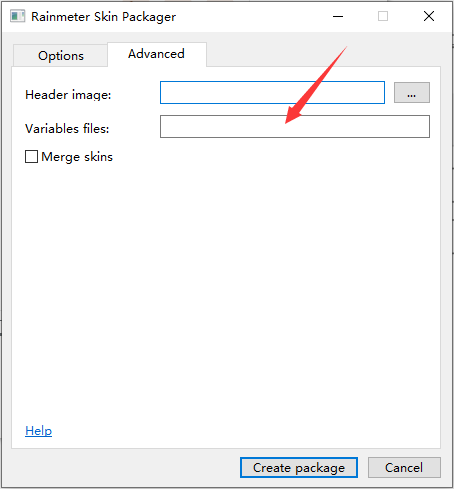 Rainmeter Skin Packager
Options
Advanced
Header image:
...
Variables files:
Merge skins
Help
Create package
Cancel